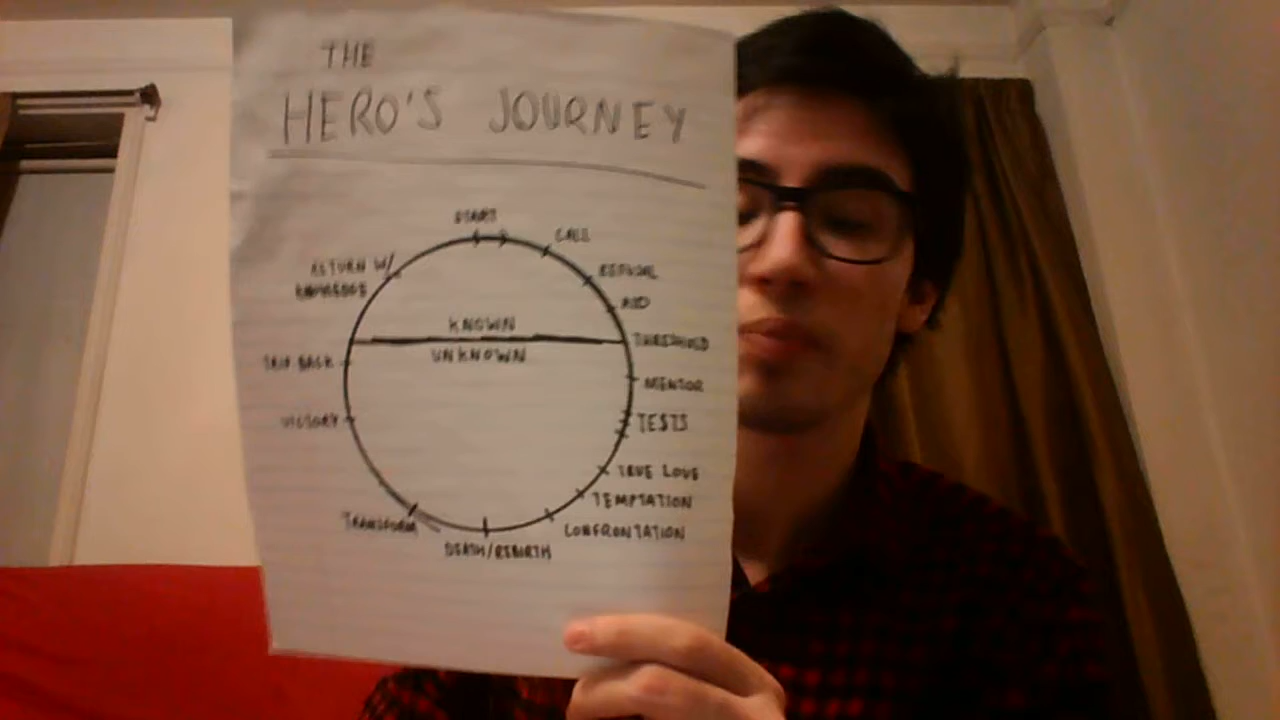 THE
HERO'S JOURNEY
START
CALL
REFUSAL
AID
THRESHOLD
MENTOR
TESTS
TRUE LOVE
TEMPTATION
CONFRONTATION
DEATH/REBIRTH
TRANSFORM
VICTORY
TRIP BACK
RETURN W/
KNOWLEDGE
KNOWN
UNKNOWN